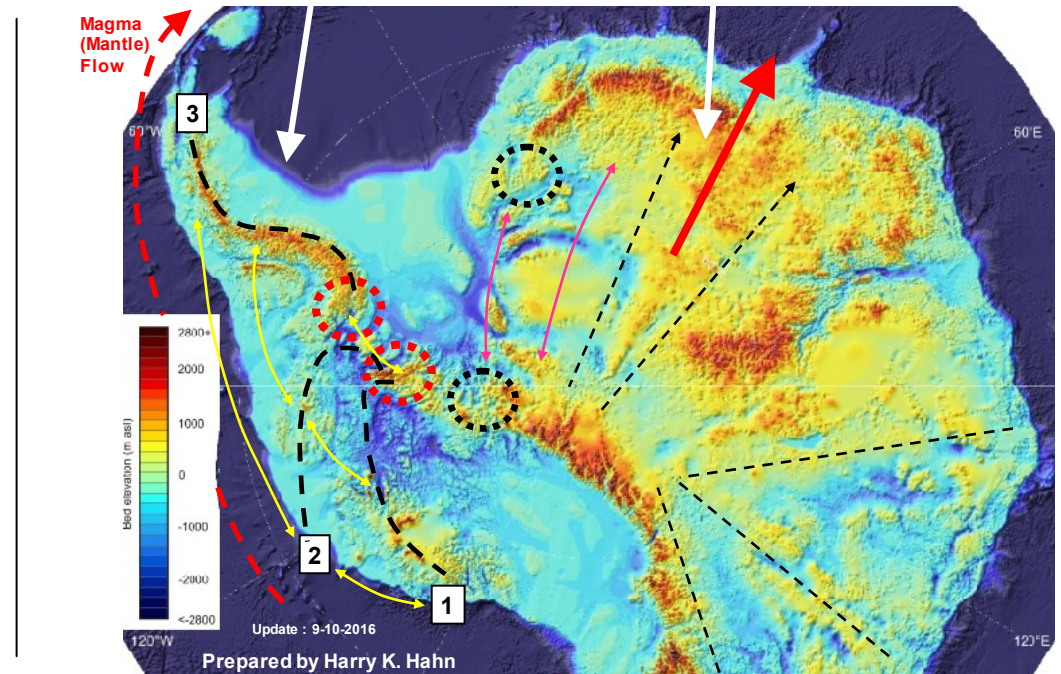 Magma
(Mantle)
Flow
3
60°W
60°E
2800+
2000
1000
0
-1000
-2000
<-2800
Bed elevation (m asl)
2
1
Update : 9-10-2016
120°W
120°E
Prepared by Harry K. Hahn